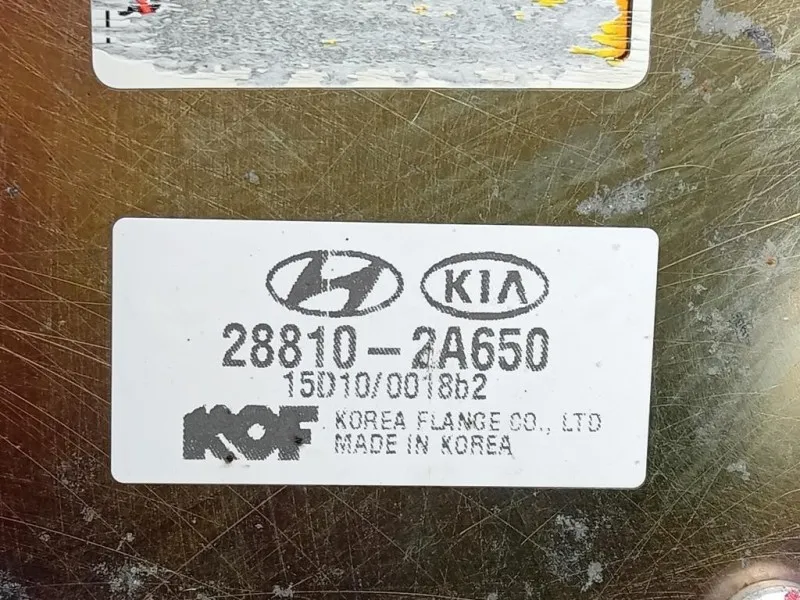 KIA
28810-2A650
15D10/0018b2
KOF KOREA FLANGE CO., LTD
MADE IN KOREA